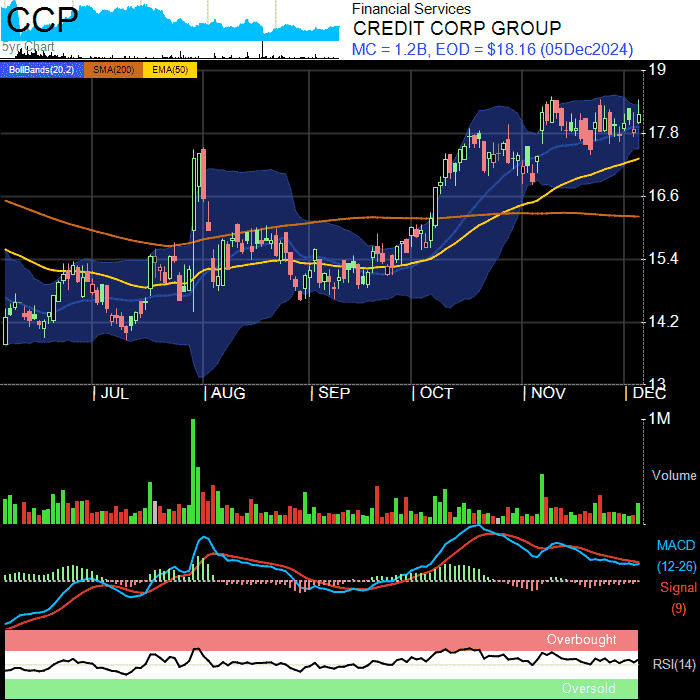 CCP
5yr Chart
Financial Services
CREDIT CORP GROUP
MC = 1.2B, EOD = $18.16 (05Dec2024)
BollBands(20,2) SMA(200) EMA(50)
19
17.8
16.6
15.4
14.2
13
JUL AUG SEP OCT NOV DEC
1M
Volume
MACD
(12-26)
Signal
(9)
Overbought
RSI(14)
Oversold